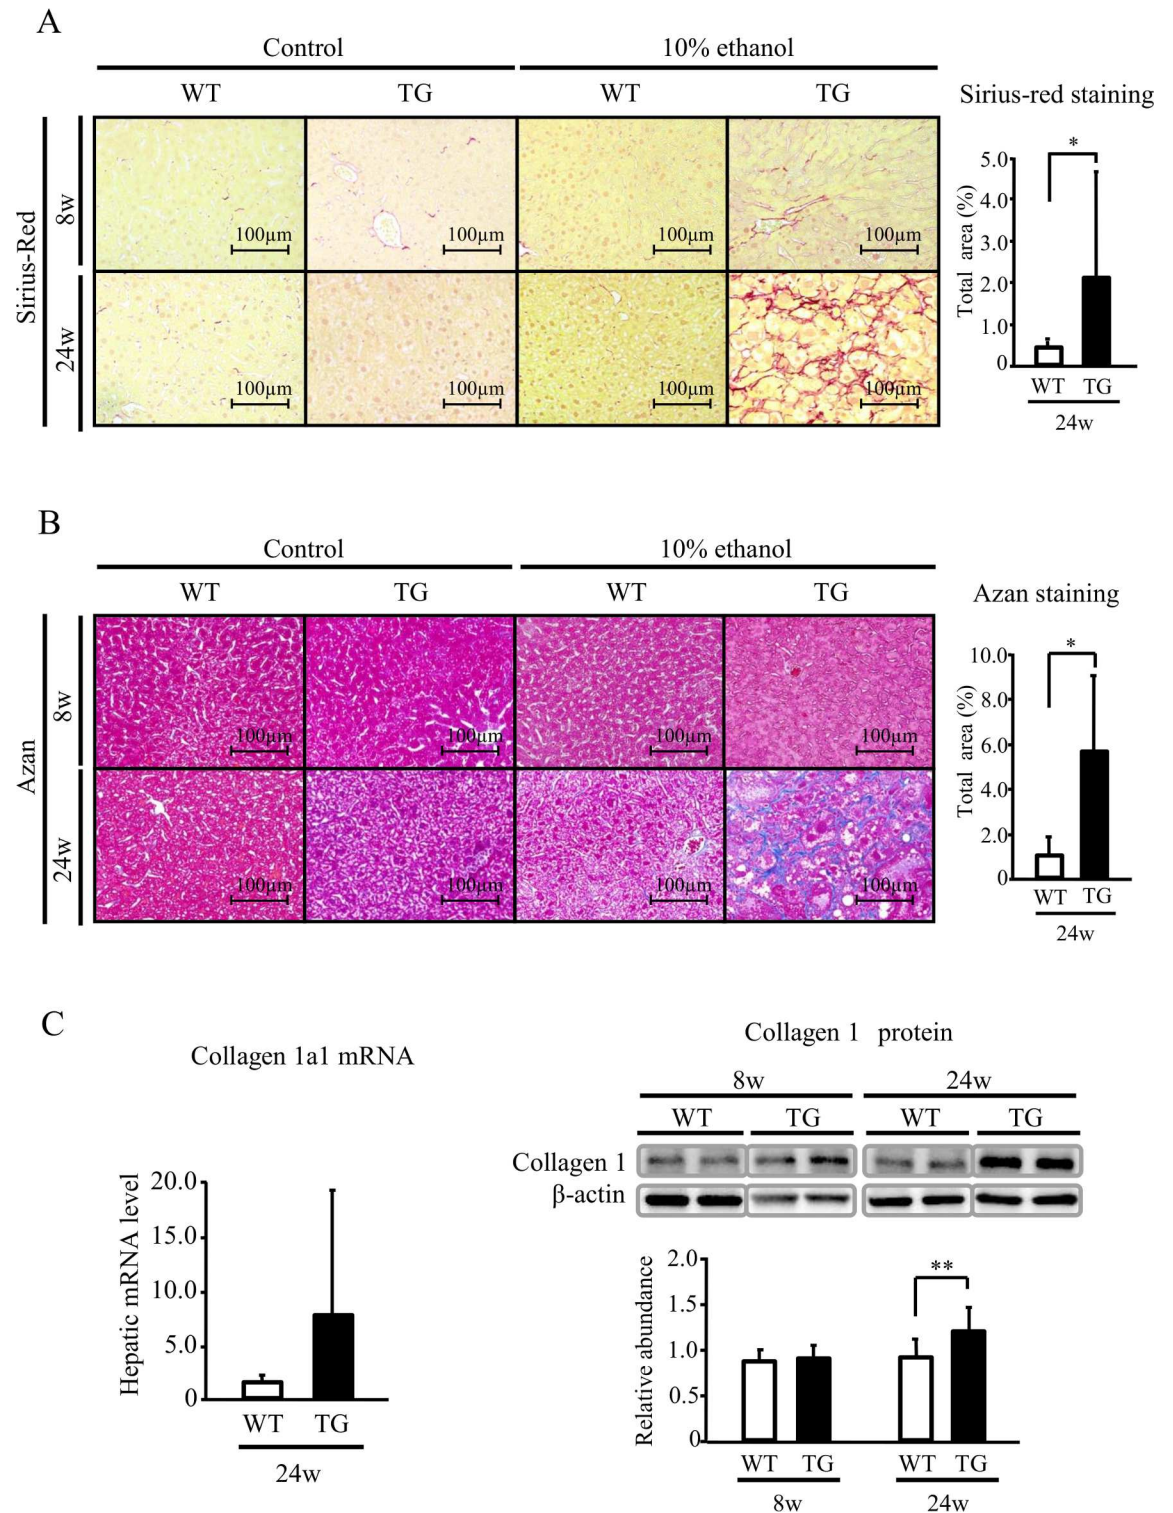 A
Control 10% ethanol
WT TG WT TG
Sirius-red staining
Sirius-Red
8w
100µm 100µm 100µm 100µm
24w
100µm 100µm 100µm 100µm
Total area (%)
5.0
4.0
3.0
2.0
1.0
0
*
WT TG
24w
B
Control 10% ethanol
WT TG WT TG
Azan staining
Azan
8w
100µm 100µm 100µm 100µm
24w
100µm 100µm 100µm 100µm
Total area (%)
10.0
8.0
6.0
4.0
2.0
0
*
WT TG
24w
C
Collagen 1a1 mRNA
Hepatic mRNA level
20.0
15.0
10.0
5.0
0
WT TG
24w
Collagen 1 protein
8w 24w
WT TG WT TG
Collagen 1
β-actin
Relative abundance
2.0
1.5
1.0
0.5
0
**
WT TG WT TG
8w 24w